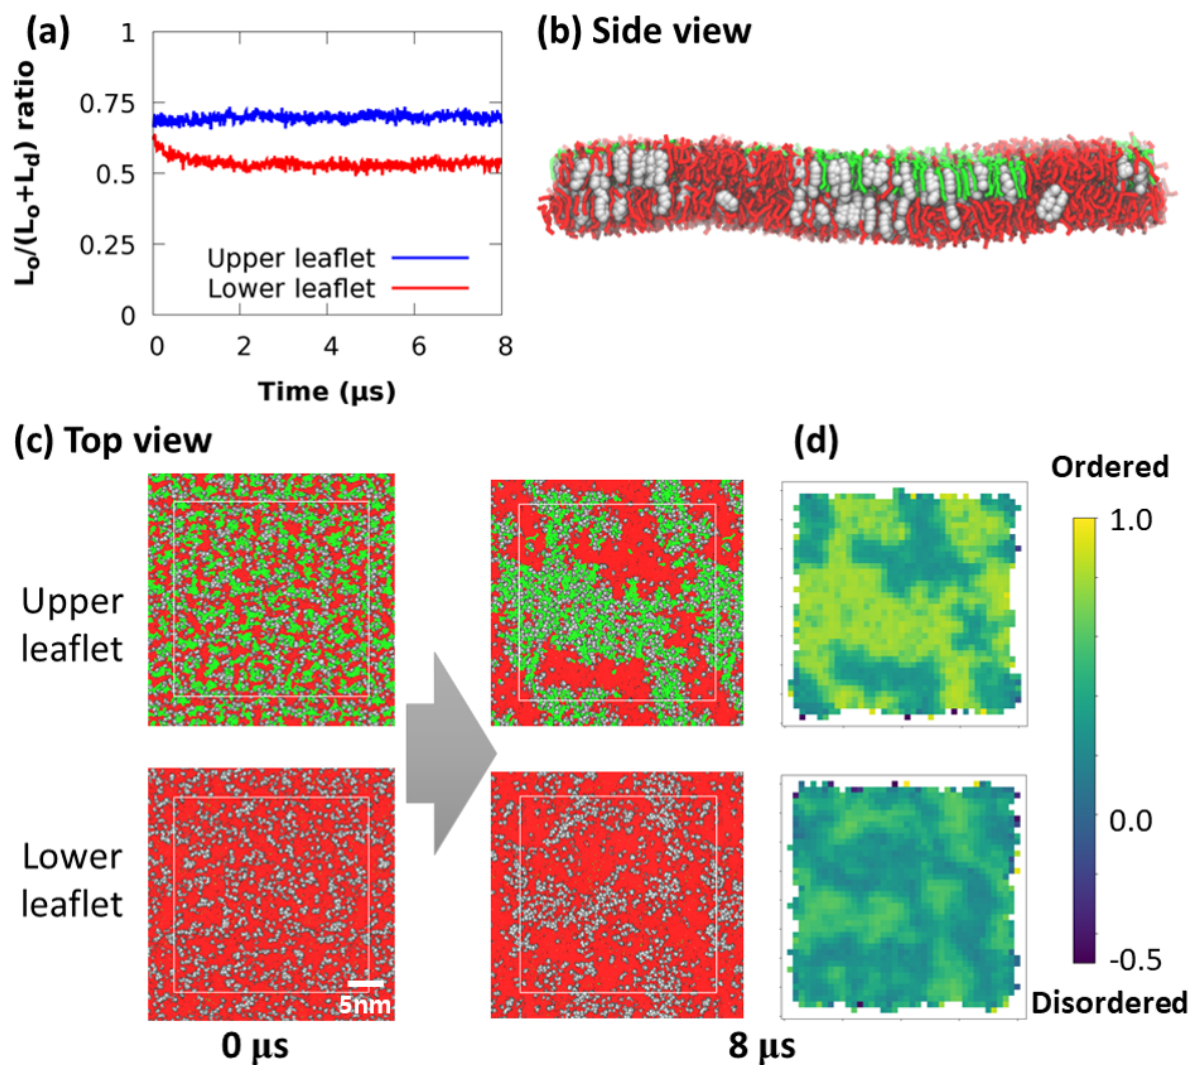 (a)
1
0.75
0.5
0.25
0
Lo/(Lo+Ld) ratio
Upper leaflet
Lower leaflet
0 2 4 6 8
Time (μs)
(b) Side view
(c) Top view
Upper
leaflet
Lower
leaflet
5nm
0 μs
8 μs
(d)
Ordered
1.0
0.0
-0.5
Disordered